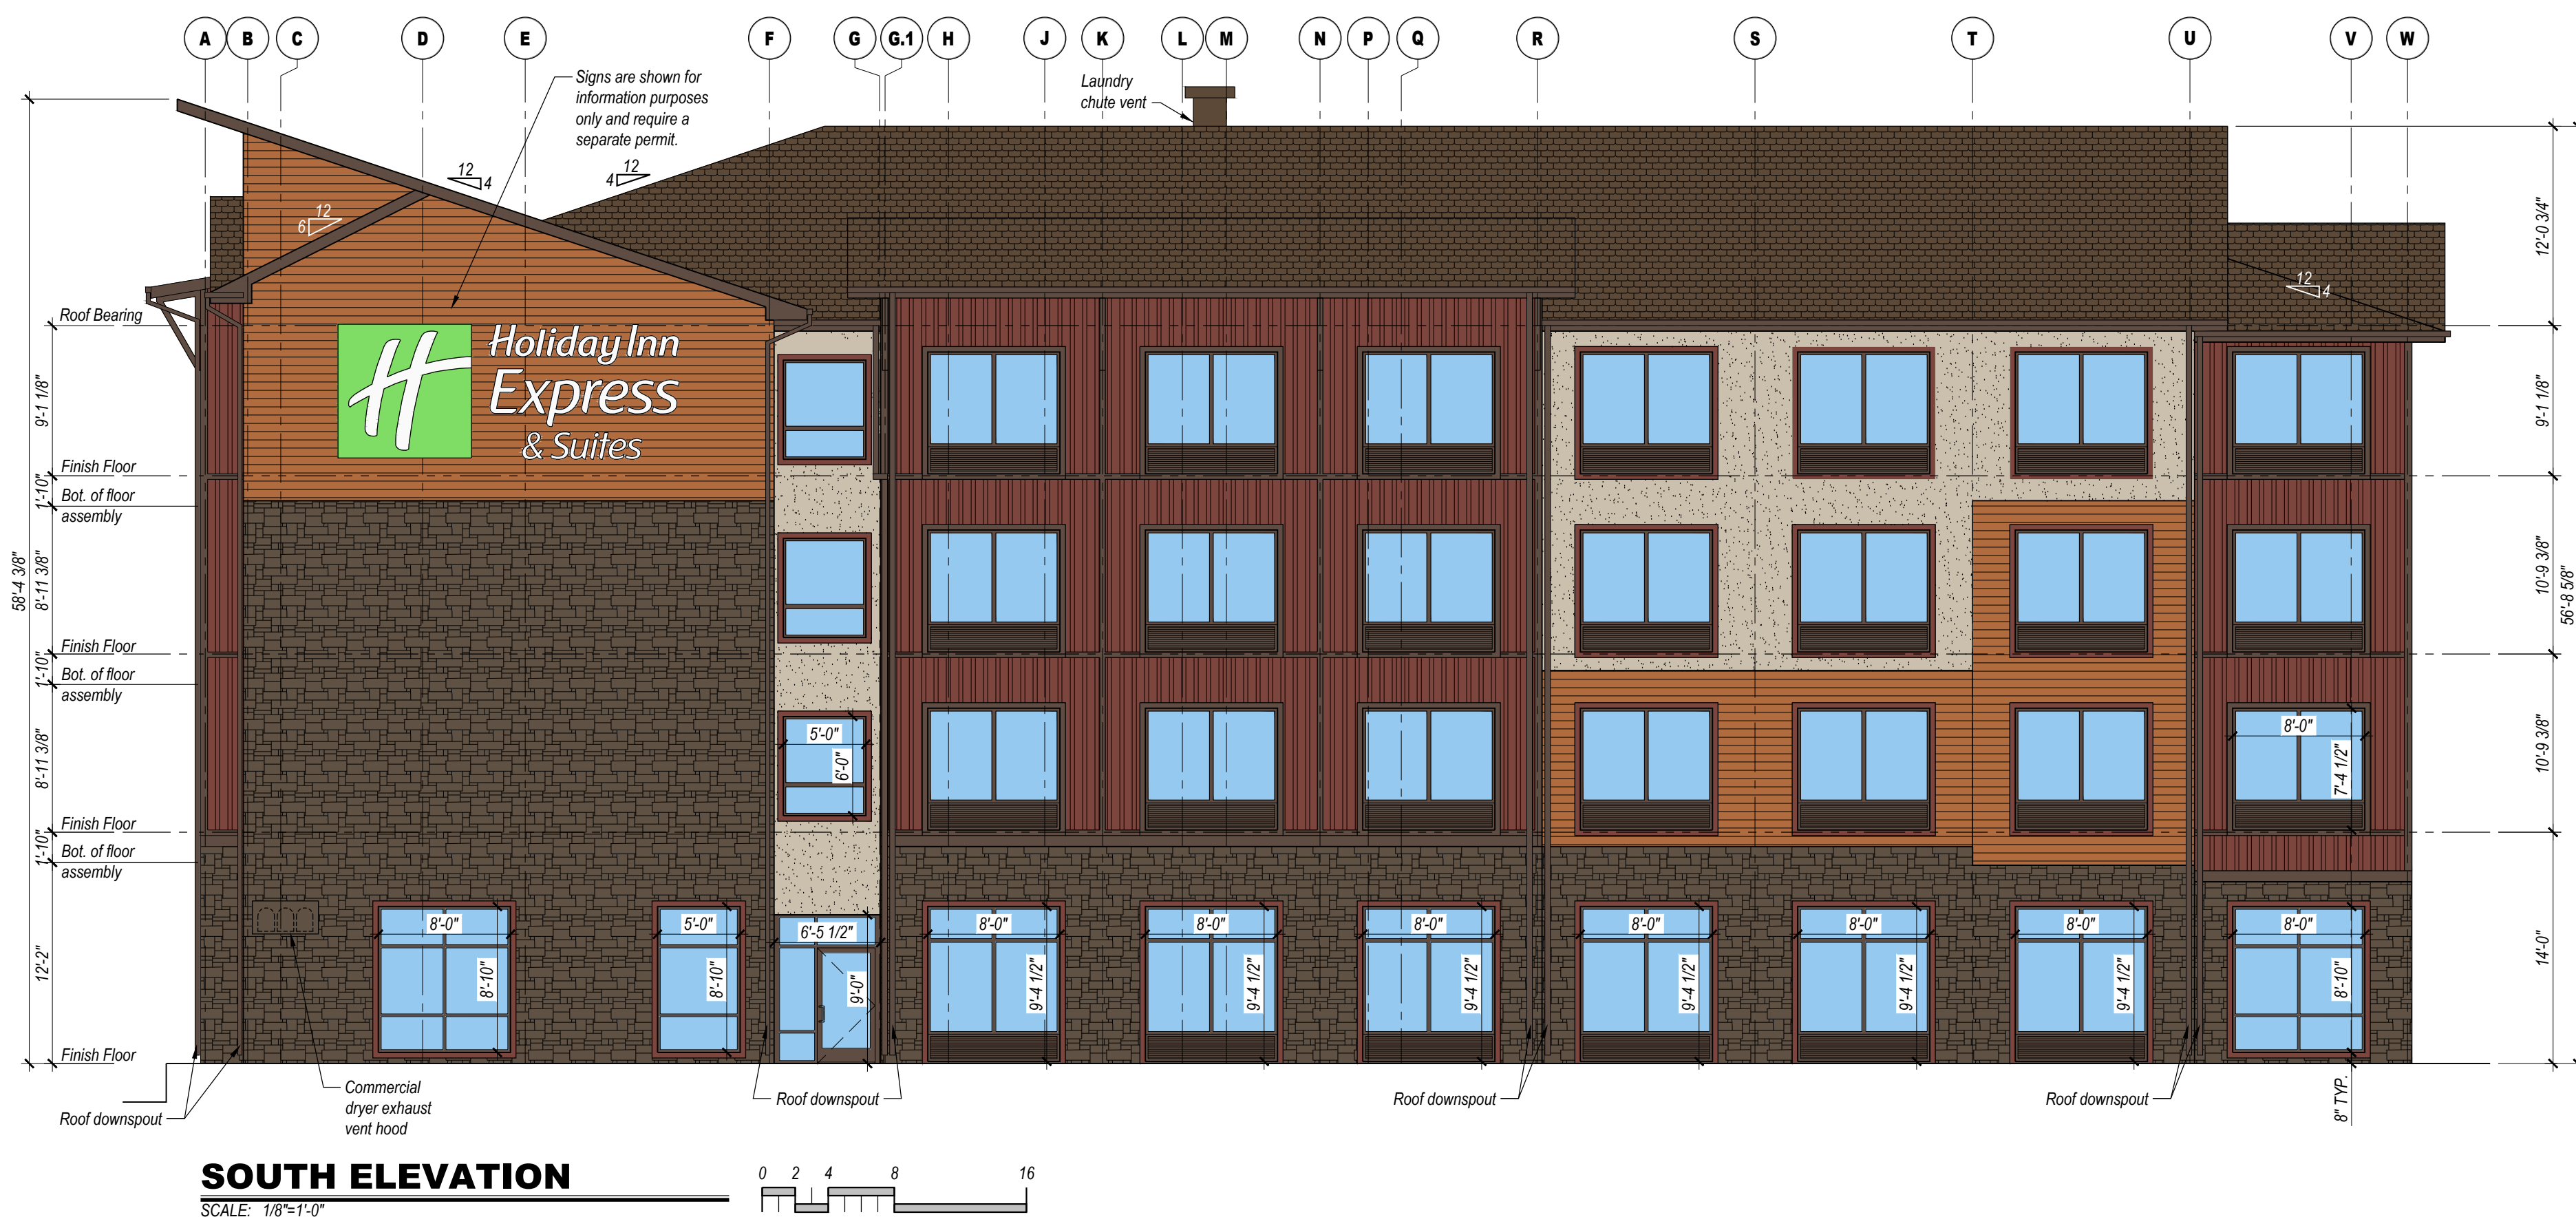 A B C D E F G G.1 H J K L M N P Q R S T U V W
Signs are shown for
information purposes
only and require a
separate permit.
Laundry
chute vent
12
4
12
4
12
6
12
4
Roof Bearing
Holiday Inn
Express
& Suites
Finish Floor
Bot. of floor
assembly
Finish Floor
Bot. of floor
assembly
Finish Floor
Bot. of floor
assembly
Finish Floor
58'-4 3/8"
9'-1 1/8"
1'-10"
8'-11 3/8"
1'-10"
8'-11 3/8"
1'-10"
12'-2"
12'-0 3/4"
9'-1 1/8"
10'-9 3/8"
56'-8 5/8"
10'-9 3/8"
14'-0"
5'-0"
6'-0"
8'-0"
7'-4 1/2"
8'-0"
8'-10"
5'-0"
8'-10"
6'-5 1/2"
9'-0"
8'-0"
9'-4 1/2"
8'-0"
9'-4 1/2"
8'-0"
9'-4 1/2"
8'-0"
9'-4 1/2"
8'-0"
9'-4 1/2"
8'-0"
9'-4 1/2"
8'-0"
8'-10"
8" TYP.
Roof downspout
Commercial
dryer exhaust
vent hood
Roof downspout
Roof downspout
Roof downspout
SOUTH ELEVATION
SCALE: 1/8"=1'-0"
0 2 4 8 16